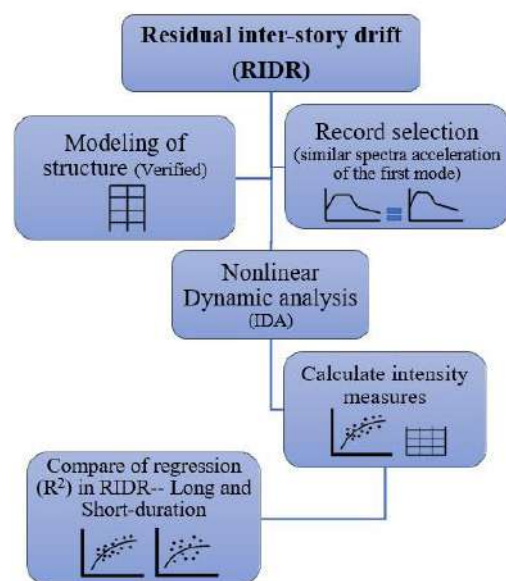 Residual inter-story drift
(RIDR)
Modeling of
structure (Verified)
Record selection
(similar spectra acceleration
of the first mode)
Nonlinear
Dynamic analysis
(IDA)
Calculate intensity
measures
Compare of regression
(R²) in RIDR-- Long and
Short-duration